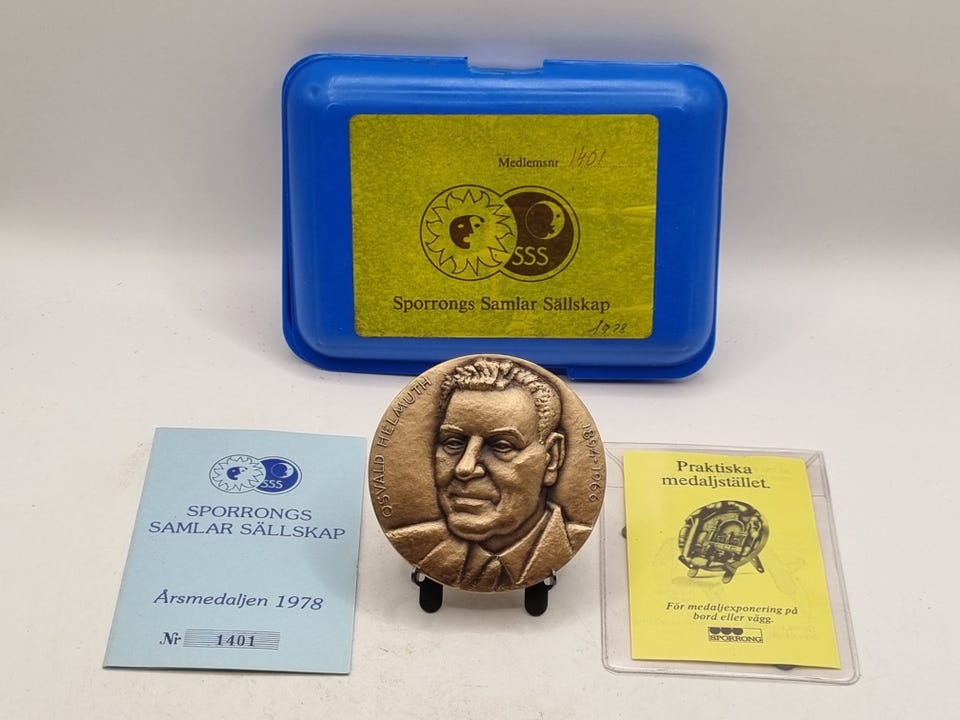 Medlemsnr 1401
SSS
Sporrongs Samlar Sällskap
1978
OSVALD HELMUTH
1894-1966
SSS
SPORRONGS
SAMLAR SÄLLSKAP
Årsmedaljen 1978
Nr 1401
Praktiska
medaljstället.
För medaljexponering på
bord eller vägg.
SPORRONG